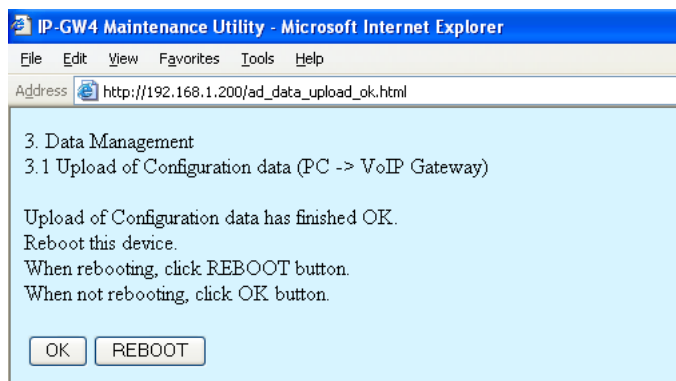 IP-GW4 Maintenance Utility - Microsoft Internet Explorer
File Edit View Favorites Tools Help
Address http://192.168.1.200/ad_data_upload_ok.html
3. Data Management
3.1 Upload of Configuration data (PC -> VoIP Gateway)
Upload of Configuration data has finished OK.
Reboot this device.
When rebooting, click REBOOT button.
When not rebooting, click OK button.
OK REBOOT